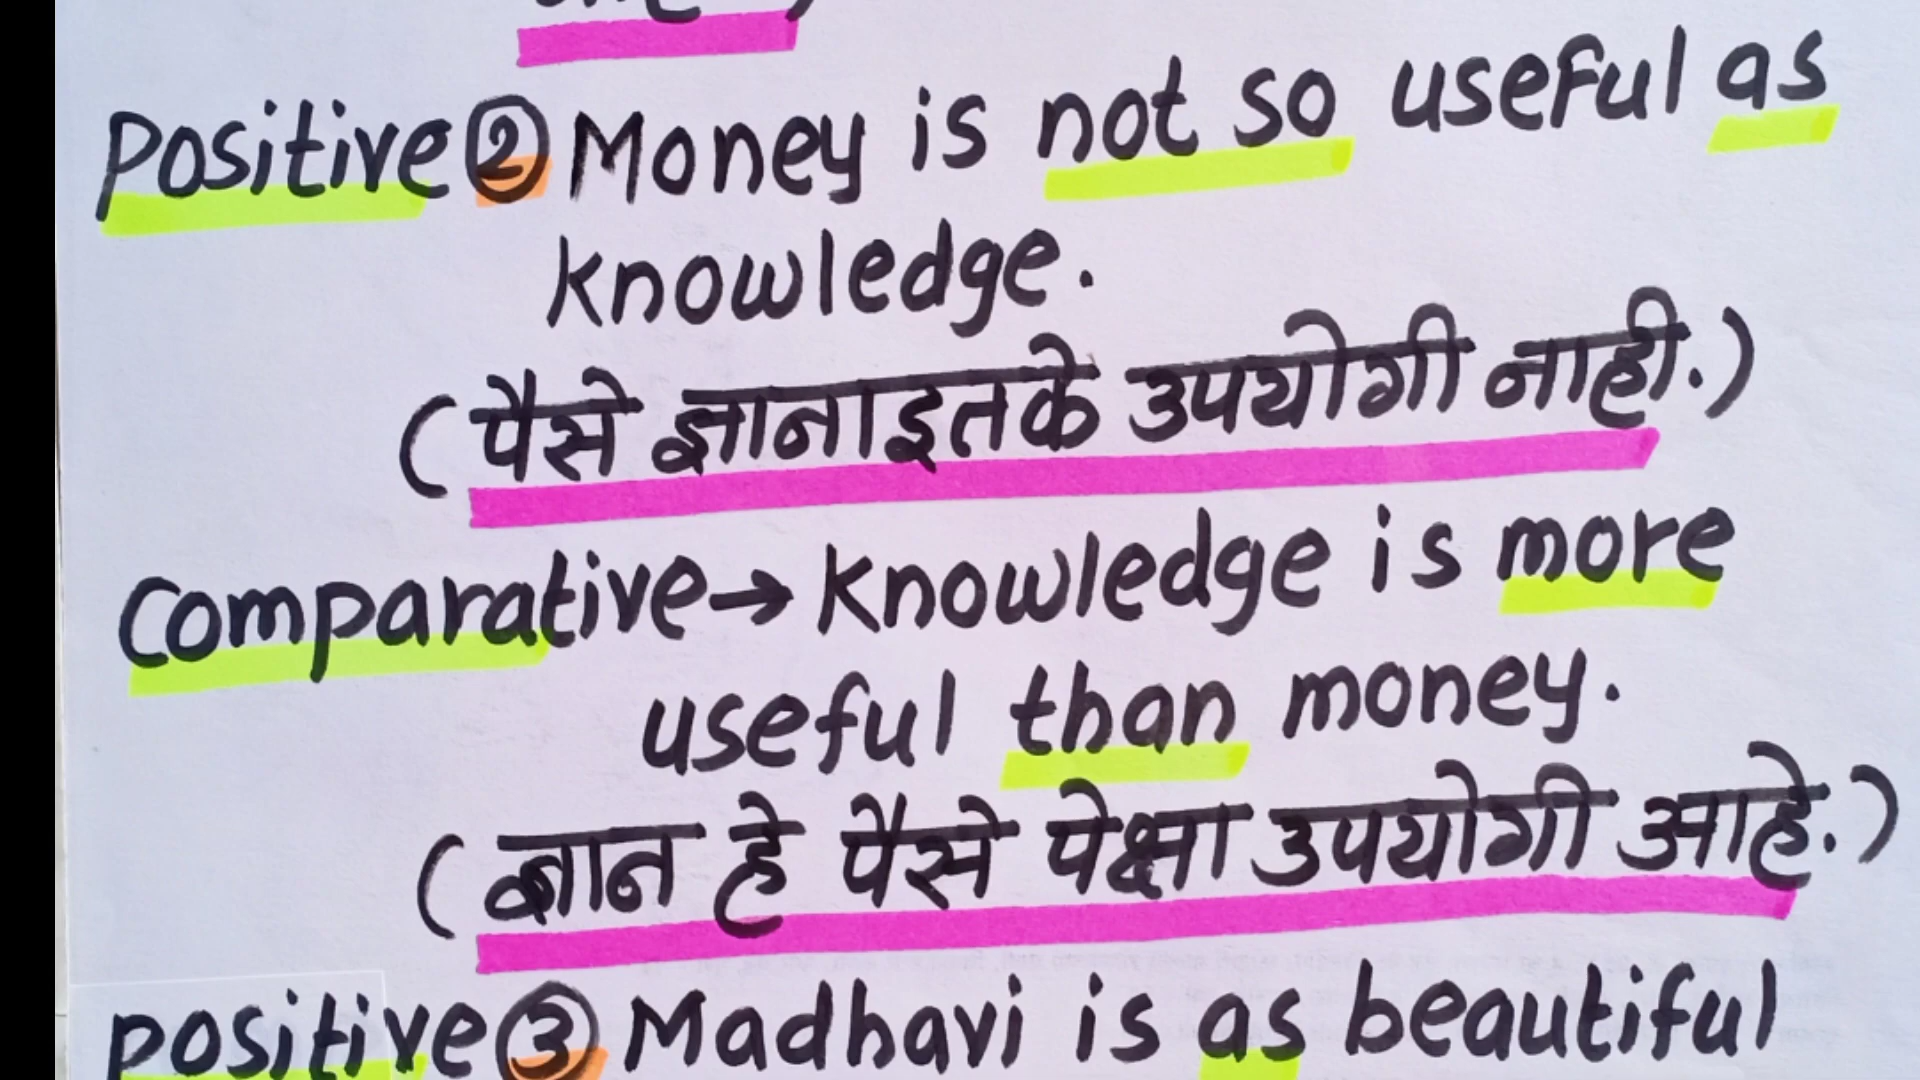 Positive ② Money is not so useful as
knowledge.
(पैसे ज्ञानाइतके उपयोगी नाही.)
Comparative → Knowledge is more
useful than money.
(ज्ञान हे पैसे पेक्षा उपयोगी आहे.)
positive ③ Madhavi is as beautiful